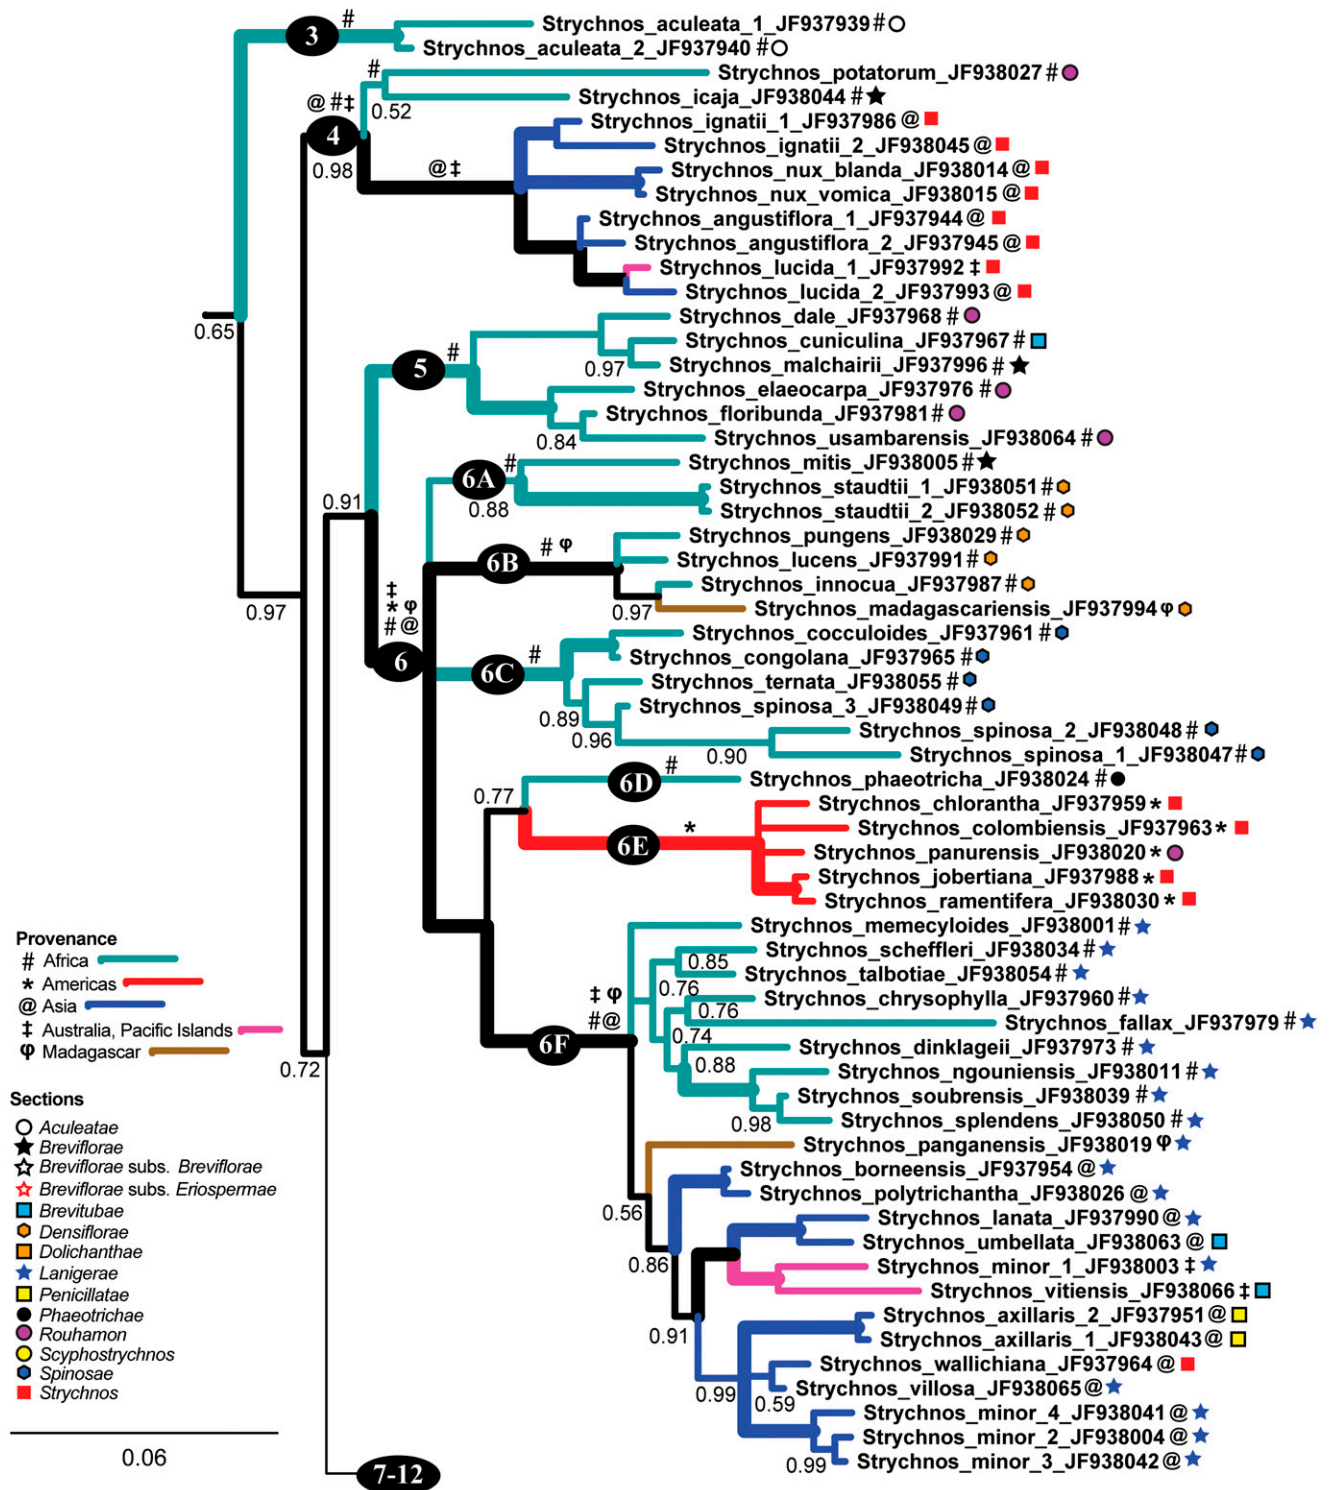 3 #
Strychnos_aculeata_1_JF937939 #
Strychnos_aculeata_2_JF937940 #
#
Strychnos_potatorum_JF938027 #
0.52
Strychnos_icaja_JF938044 # ★
@ # ‡
4
0.98
@ ‡
Strychnos_ignatii_1_JF937986 @
Strychnos_ignatii_2_JF938045 @
Strychnos_nux_blanda_JF938014 @
Strychnos_nux_vomica_JF938015 @
Strychnos_angustiflora_1_JF937944 @
Strychnos_angustiflora_2_JF937945 @
Strychnos_lucida_1_JF937992 ‡
Strychnos_lucida_2_JF937993 @
0.65
5 #
Strychnos_dale_JF937968 #
Strychnos_cuniculina_JF937967 #
0.97
Strychnos_malchairii_JF937996 # ★
Strychnos_elaeocarpa_JF937976 #
Strychnos_floribunda_JF937981 #
0.84
Strychnos_usambarensis_JF938064 #
6A #
0.88
Strychnos_mitis_JF938005 # ★
Strychnos_staudtii_1_JF938051 #
Strychnos_staudtii_2_JF938052 #
0.91
6B # φ
Strychnos_pungens_JF938029 #
Strychnos_lucens_JF937991 #
Strychnos_innocua_JF937987 #
0.97
Strychnos_madagascariensis_JF937994 φ
0.97
‡
* φ
# @
6
6C #
Strychnos_cocculoides_JF937961 #
Strychnos_congolana_JF937965 #
Strychnos_ternata_JF938055 #
0.89
Strychnos_spinosa_3_JF938049 #
0.96
Strychnos_spinosa_2_JF938048 #
0.90
Strychnos_spinosa_1_JF938047 #
0.77
6D #
Strychnos_phaeotricha_JF938024 #
6E *
Strychnos_chlorantha_JF937959 *
Strychnos_colombiensis_JF937963 *
Strychnos_panurensis_JF938020 *
Strychnos_jobertiana_JF937988 *
Strychnos_ramentifera_JF938030 *
Strychnos_memecyloides_JF938001 #
Strychnos_scheffleri_JF938034 #
0.85
Strychnos_talbotiae_JF938054 #
0.76
Strychnos_chrysophylla_JF937960 #
0.76
Strychnos_fallax_JF937979 #
0.74
‡ φ
# @
6F
Strychnos_dinklageii_JF937973 #
0.88
Strychnos_ngouniensis_JF938011 #
Strychnos_soubrensis_JF938039 #
0.98
Strychnos_splendens_JF938050 #
Strychnos_panganensis_JF938019 φ
Strychnos_borneensis_JF937954 @
Strychnos_polytrichantha_JF938026 @
0.56
Strychnos_lanata_JF937990 @
Strychnos_umbellata_JF938063 @
0.86
Strychnos_minor_1_JF938003 ‡
Strychnos_vitiensis_JF938066 ‡
0.91
Strychnos_axillaris_2_JF937951 @
Strychnos_axillaris_1_JF938043 @
Strychnos_wallichiana_JF937964 @
0.99
0.59
Strychnos_villosa_JF938065 @
Strychnos_minor_4_JF938041 @
Strychnos_minor_2_JF938004 @
0.99
Strychnos_minor_3_JF938042 @
0.72
7-12
Provenance
# Africa
* Americas
@ Asia
‡ Australia, Pacific Islands
φ Madagascar
Sections
Aculeatae
Breviflorae
Breviflorae subs. Breviflorae
Breviflorae subs. Eriospermae
Brevitubae
Densiflorae
Dolichanthae
Lanigerae
Penicillatae
Phaeotrichae
Rouhamon
Scyphostrychnos
Spinosae
Strychnos
0.06